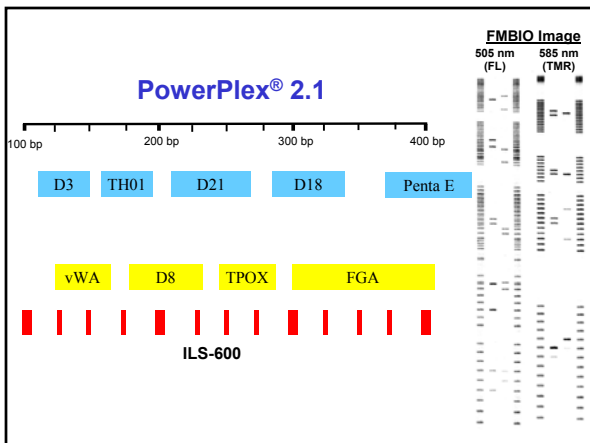 FMBIO Image
505 nm 585 nm
(FL) (TMR)
PowerPlex® 2.1
100 bp 200 bp 300 bp 400 bp
D3 TH01 D21 D18 Penta E
vWA D8 TPOX FGA
ILS-600